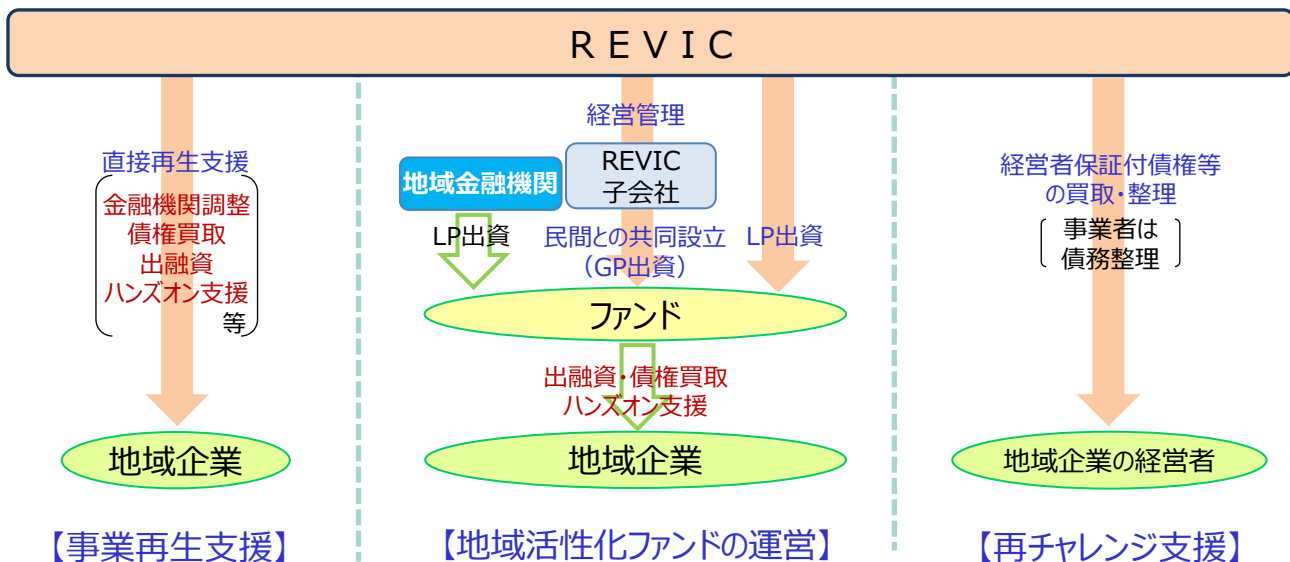 ＲＥＶＩＣ
直接再生支援
金融機関調整
債権買取
出融資
ハンズオン支援
等
地域企業
【事業再生支援】
経営管理
地域金融機関
REVIC
子会社
LP出資
民間との共同設立
（GP出資）
LP出資
ファンド
出融資・債権買取
ハンズオン支援
地域企業
【地域活性化ファンドの運営】
経営者保証付債権等
の買取・整理
事業者は
債務整理
地域企業の経営者
【再チャレンジ支援】